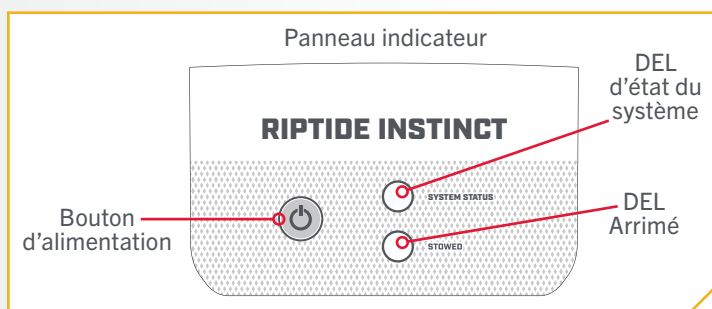 Panneau indicateur
DEL
d’état du
système
RIPTIDE INSTINCT
SYSTEM STATUS
Bouton
d’alimentation
DEL
Arrimé
STOWED